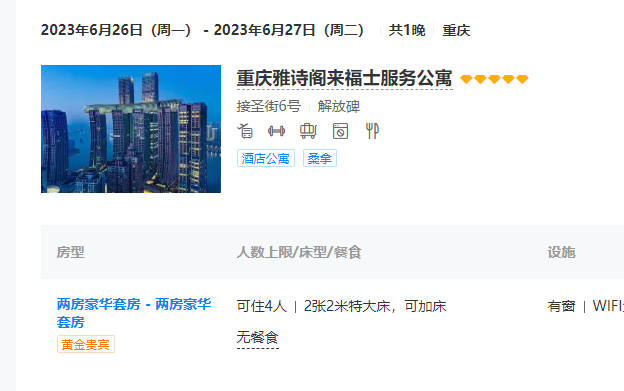 2023年6月26日（周一） - 2023年6月27日（周二） 共1晚 重庆
重庆雅诗阁来福士服务公寓
接圣街6号 | 解放碑
酒店公寓 桑拿
房型 人数上限/床型/餐食 设施
两房豪华套房 - 两房豪华 可住4人 | 2张2米特大床，可加床 有窗 | WIFI
套房
黄金贵宾 无餐食